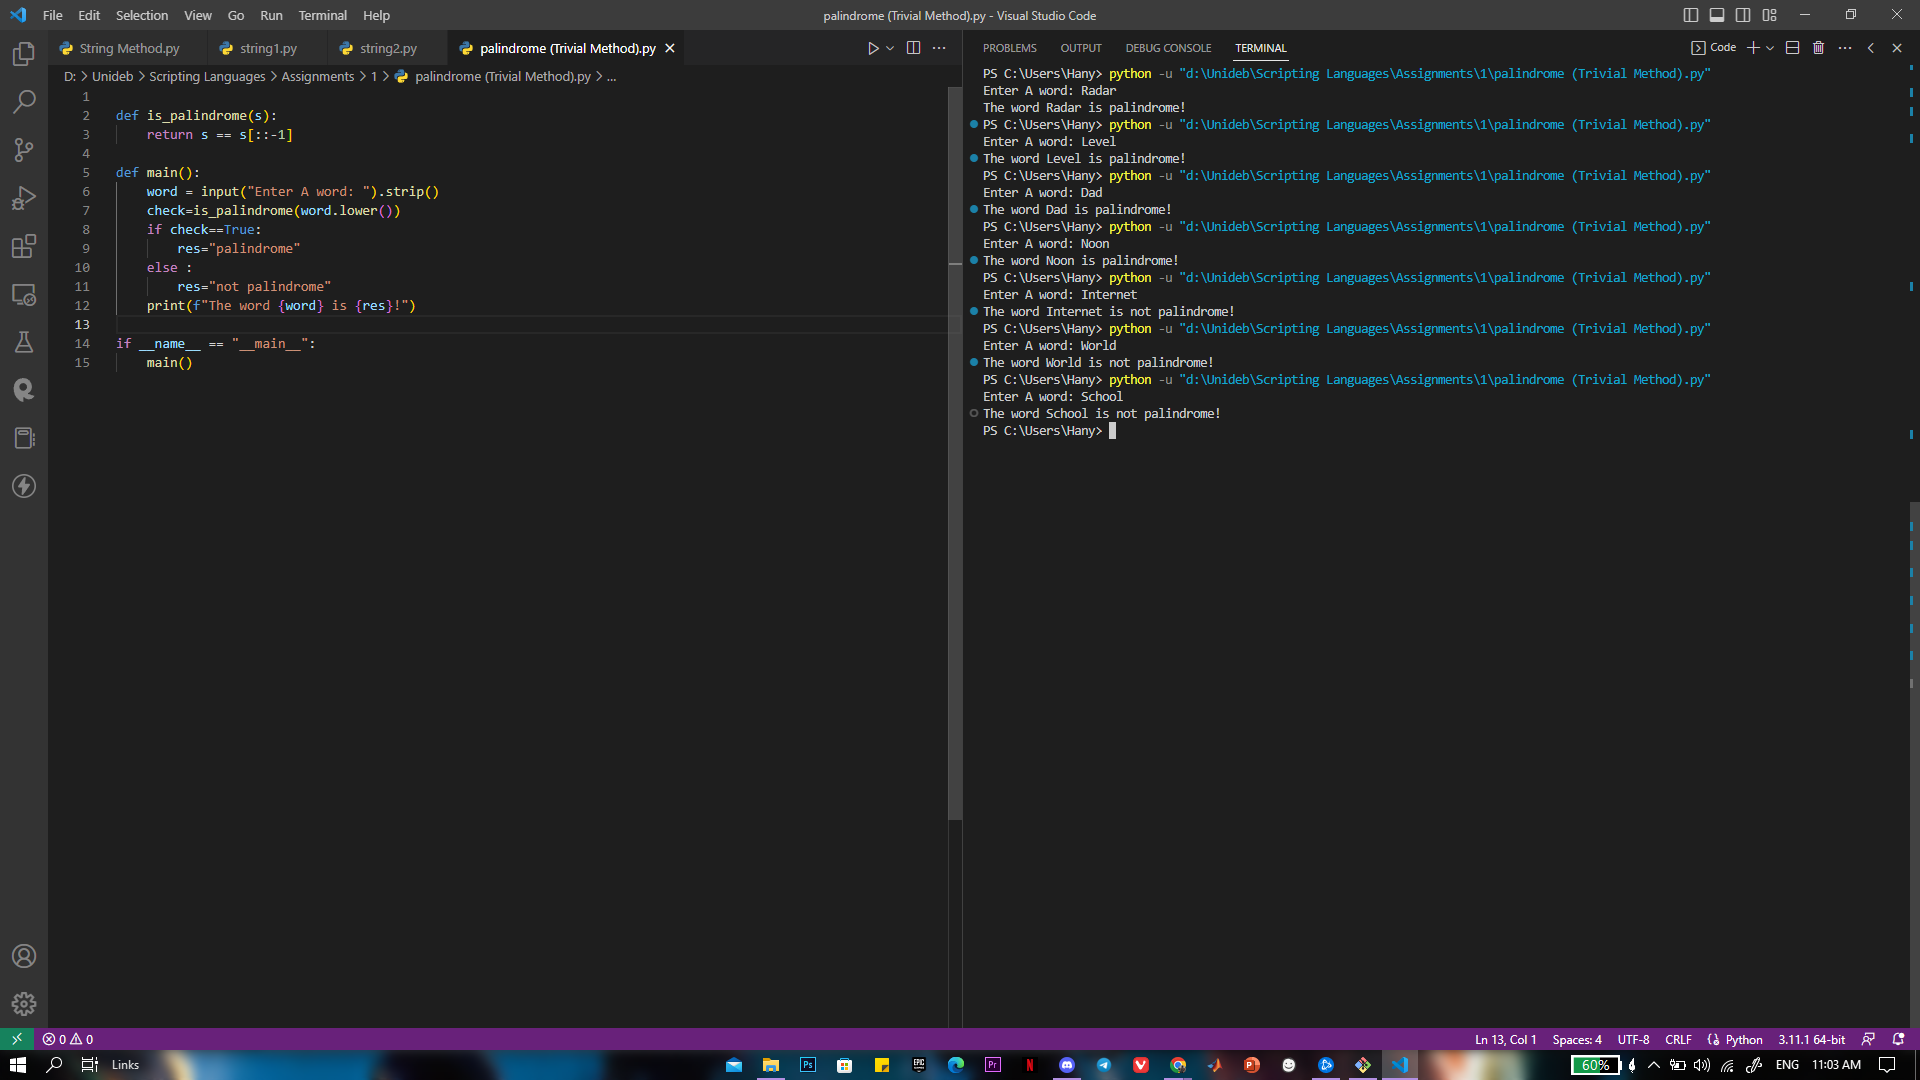 File Edit Selection View Go Run Terminal Help
palindrome (Trivial Method).py - Visual Studio Code
String Method.py string1.py string2.py palindrome (Trivial Method).py
D: > Unideb > Scripting Languages > Assignments > 1 > palindrome (Trivial Method).py > ...
1
2 def is_palindrome(s):
3 return s == s[::-1]
4
5 def main():
6 word = input("Enter A word: ").strip()
7 check=is_palindrome(word.lower())
8 if check==True:
9 res="palindrome"
10 else :
11 res="not palindrome"
12 print(f"The word {word} is {res}!")
13
14 if __name__ == "__main__":
15 main()
PROBLEMS OUTPUT DEBUG CONSOLE TERMINAL Code
PS C:\Users\Hany> python -u "d:\Unideb\Scripting Languages\Assignments\1\palindrome (Trivial Method).py"
Enter A word: Radar
The word Radar is palindrome!
PS C:\Users\Hany> python -u "d:\Unideb\Scripting Languages\Assignments\1\palindrome (Trivial Method).py"
Enter A word: Level
The word Level is palindrome!
PS C:\Users\Hany> python -u "d:\Unideb\Scripting Languages\Assignments\1\palindrome (Trivial Method).py"
Enter A word: Dad
The word Dad is palindrome!
PS C:\Users\Hany> python -u "d:\Unideb\Scripting Languages\Assignments\1\palindrome (Trivial Method).py"
Enter A word: Noon
The word Noon is palindrome!
PS C:\Users\Hany> python -u "d:\Unideb\Scripting Languages\Assignments\1\palindrome (Trivial Method).py"
Enter A word: Internet
The word Internet is not palindrome!
PS C:\Users\Hany> python -u "d:\Unideb\Scripting Languages\Assignments\1\palindrome (Trivial Method).py"
Enter A word: World
The word World is not palindrome!
PS C:\Users\Hany> python -u "d:\Unideb\Scripting Languages\Assignments\1\palindrome (Trivial Method).py"
Enter A word: School
The word School is not palindrome!
PS C:\Users\Hany>
0 0 Ln 13, Col 1 Spaces: 4 UTF-8 CRLF Python 3.11.1 64-bit
Links Ps EPIC Pr N 60% ENG 11:03 AM